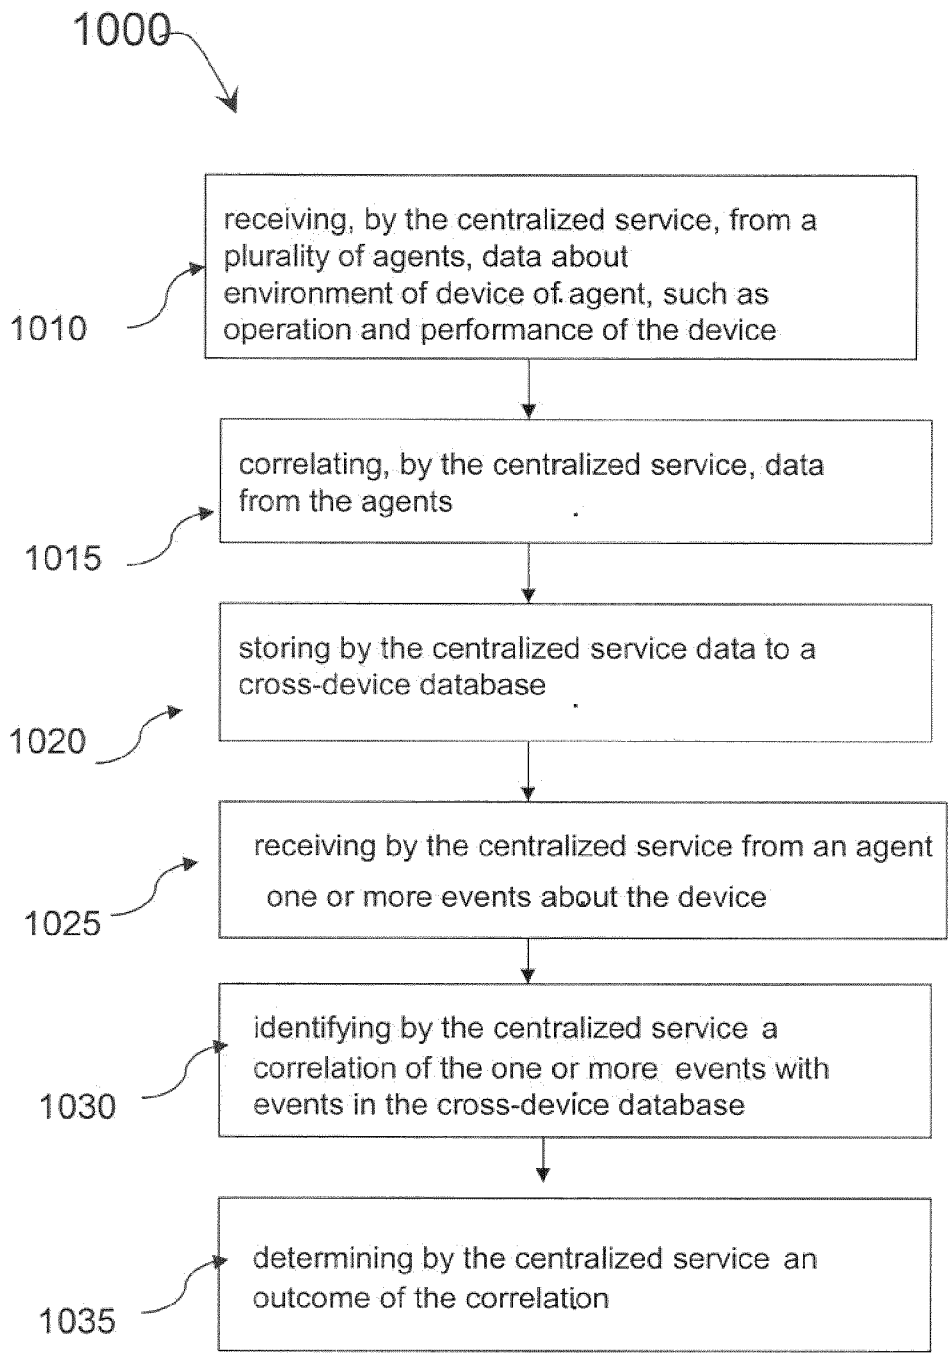 1000
receiving, by the centralized service, from a
plurality of agents, data about
environment of device of agent, such as
operation and performance of the device
1010
correlating, by the centralized service, data
from the agents
1015
storing by the centralized service data to a
cross-device database
1020
receiving by the centralized service from an agent
one or more events about the device
1025
identifying by the centralized service a
correlation of the one or more events with
events in the cross-device database
1030
determining by the centralized service an
outcome of the correlation
1035